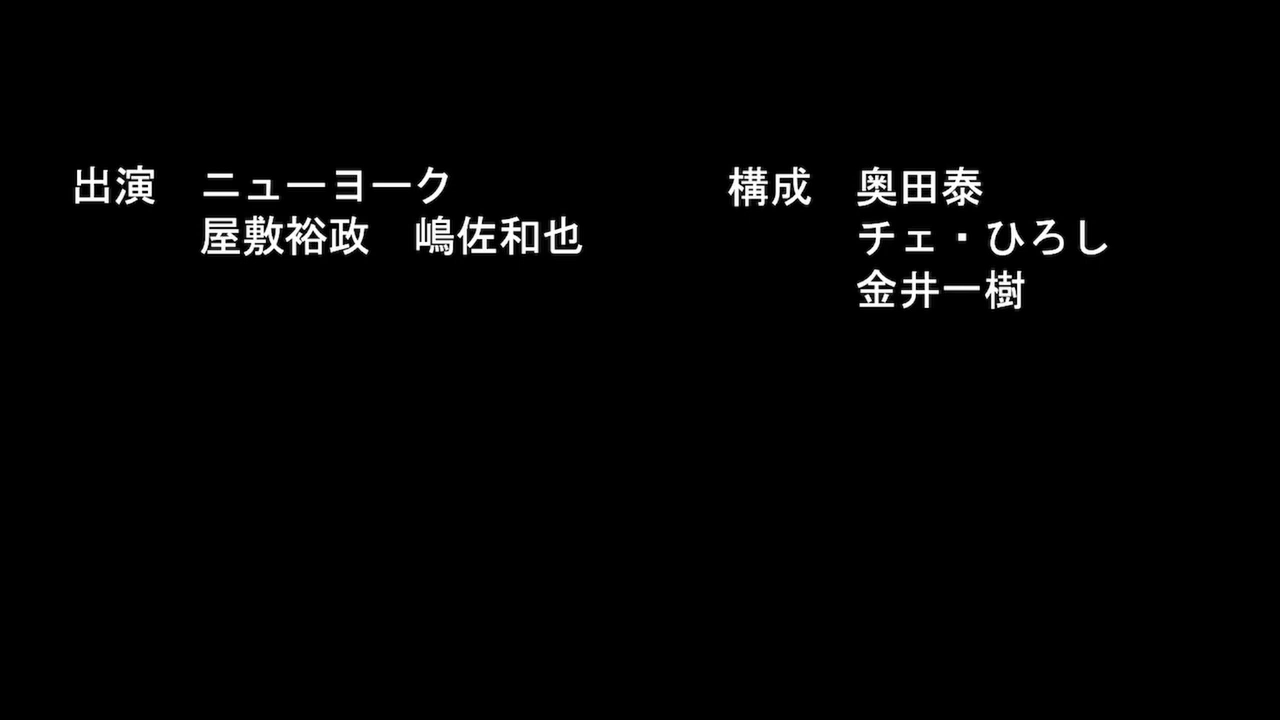 出演　ニューヨーク
屋敷裕政　嶋佐和也
構成　奥田泰
チェ・ひろし
金井一樹